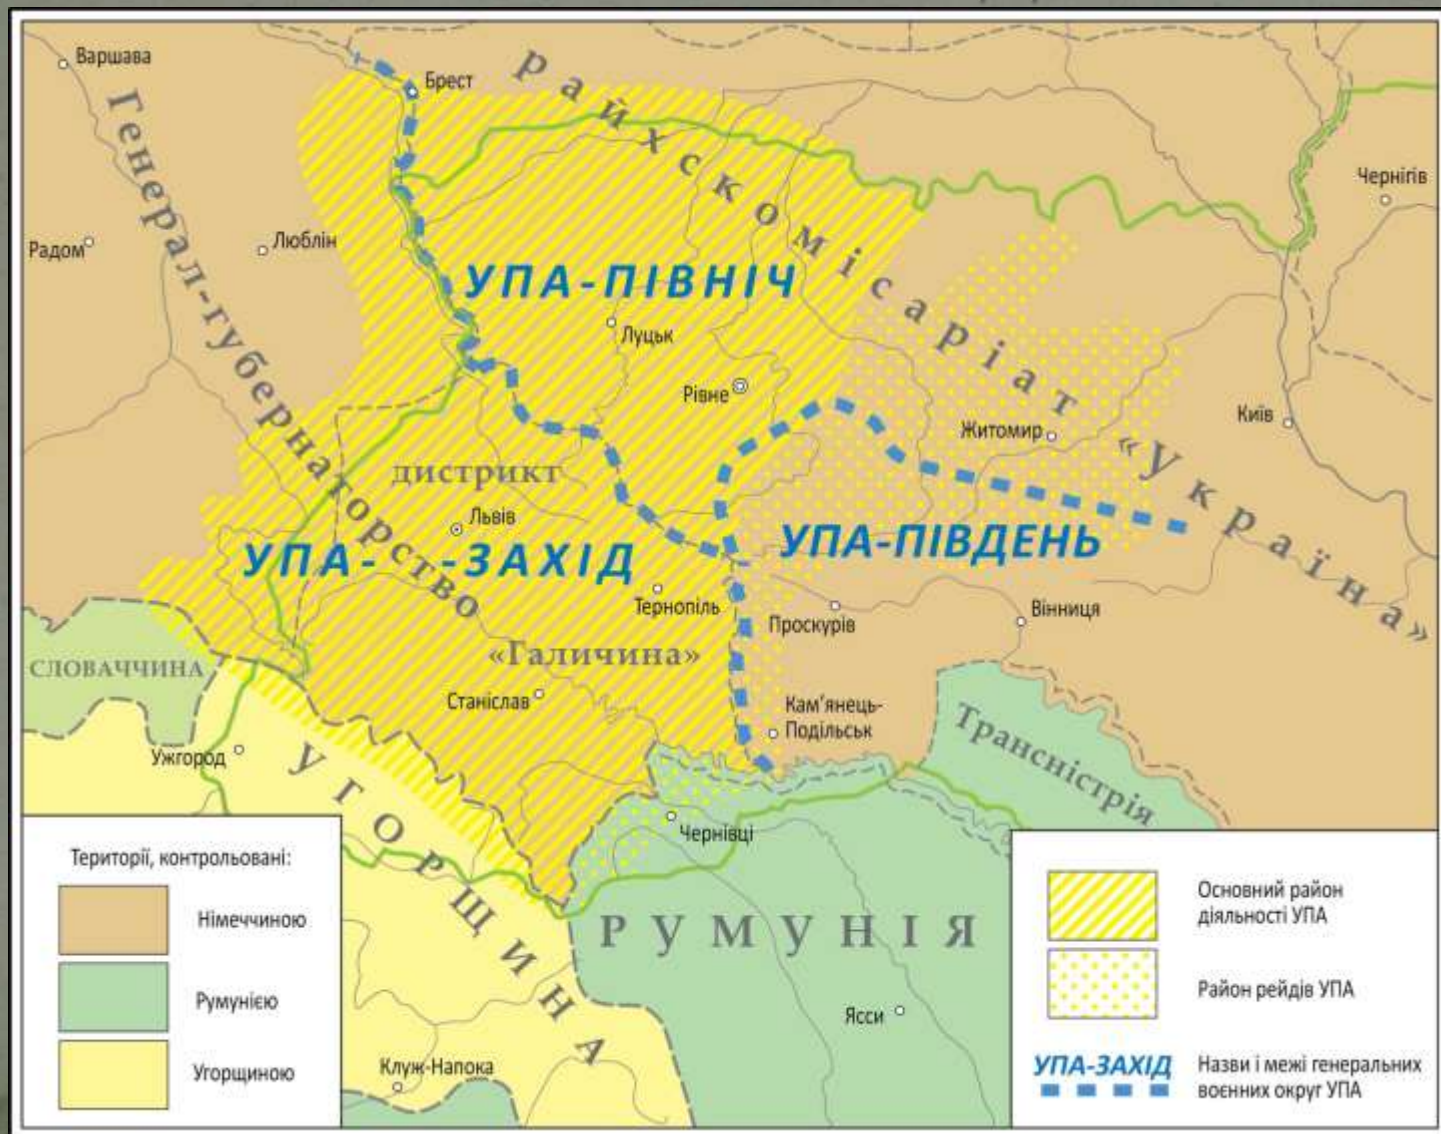 Варшава
Брест
Генерал-губернаторство
райхскомісаріат «Україна»
Чернігів
Радом
Люблін
УПА-ПІВНІЧ
Луцьк
Рівне
Київ
Житомир
дистрикт
Львів
УПА- -ЗАХІД
УПА-ПІВДЕНЬ
Тернопіль
Проскурів
Вінниця
«Галичина»
СЛОВАЧЧИНА
Станіслав
Кам’янець-
Подільськ
Трансністрія
Ужгород
УГОРЩИНА
Чернівці
РУМУНІЯ
Ясси
Клуж-Напока
Території, контрольовані:
Німеччиною
Румунією
Угорщиною
Основний район
діяльності УПА
Район рейдів УПА
УПА-ЗАХІД
Назви і межі генеральних
воєнних округ УПА